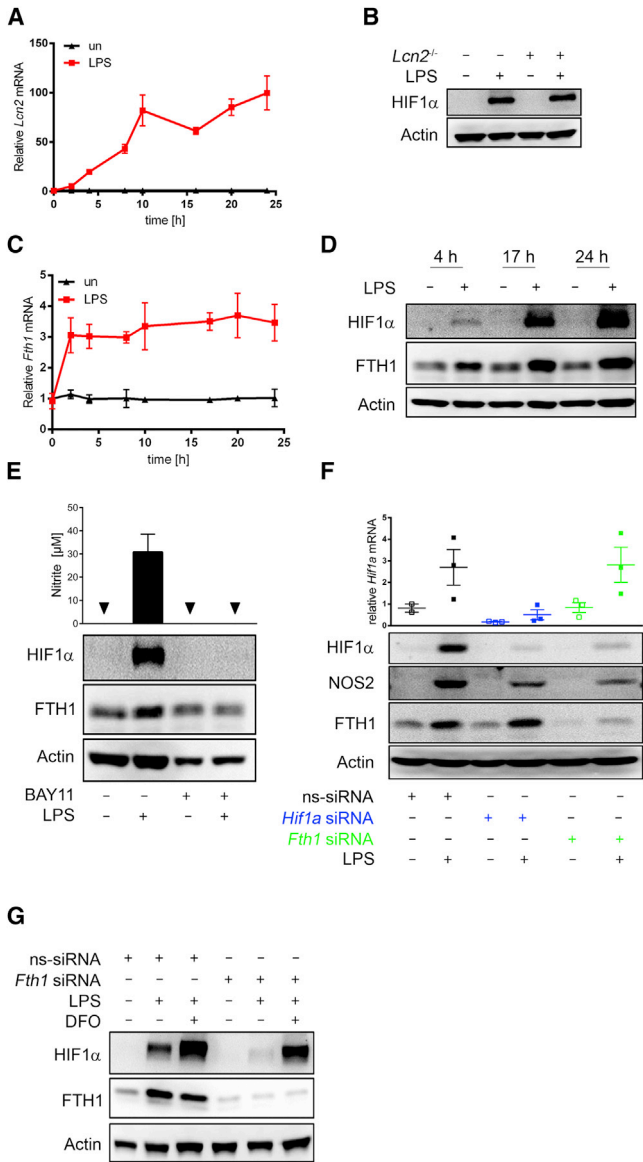 A
un
LPS
Relative Lcn2 mRNA
150
100
75
50
25
0
0 5 10 15 20 25
time [h]
B
Lcn2-/- – – + +
LPS – + – +
HIF1α
Actin
C
un
LPS
Relative Fth1 mRNA
5
4
3
2
1
0
0 5 10 15 20 25
time [h]
D
4 h 17 h 24 h
LPS – + – + – +
HIF1α
FTH1
Actin
E
Nitrite [µM]
50
40
30
20
10
0
HIF1α
FTH1
Actin
BAY11 – – + +
LPS – + – +
F
relative Hif1a mRNA
5
4
3
2
1
0
HIF1α
NOS2
FTH1
Actin
ns-siRNA + + – – – –
Hif1a siRNA – – + + – –
Fth1 siRNA – – – – + +
LPS – + – + – +
G
ns-siRNA + + + – – –
Fth1 siRNA – – – + + +
LPS – + + – + +
DFO – – + – – +
HIF1α
FTH1
Actin